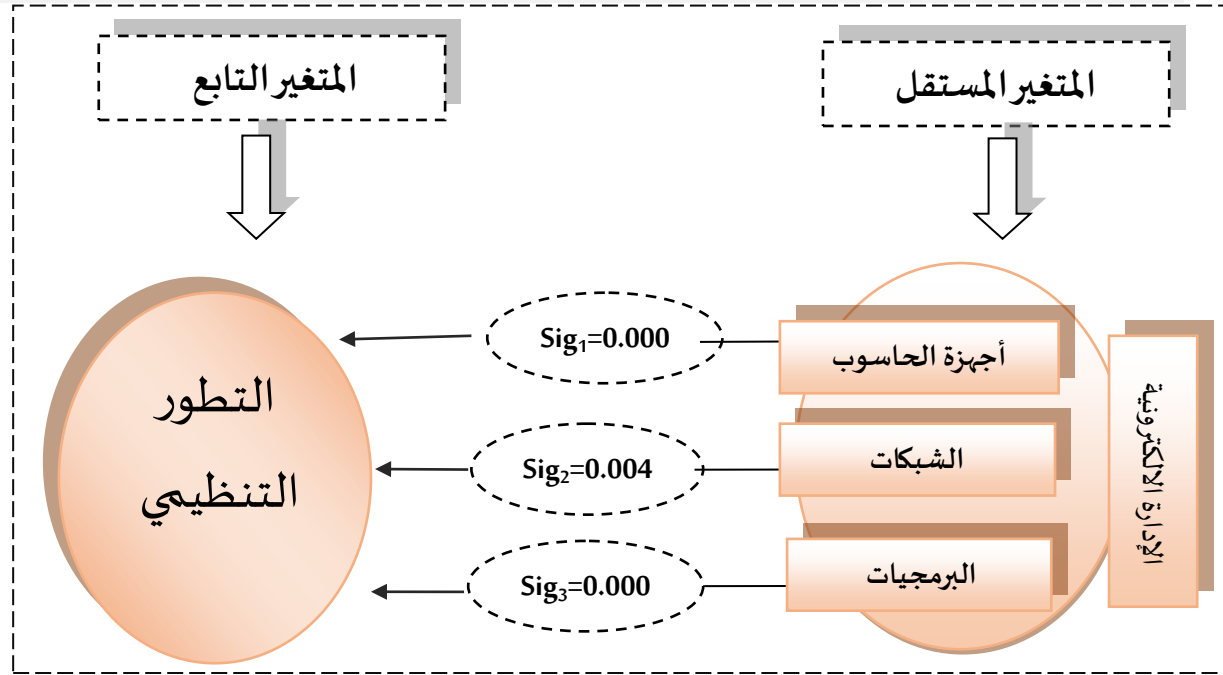 المتغير المستقل
المتغير التابع
أجهزة الحاسوب
Sig₁=0.000
الشبكات
Sig₂=0.004
البرمجيات
Sig₃=0.000
الإدارة الالكترونية
التطور
التنظيمي